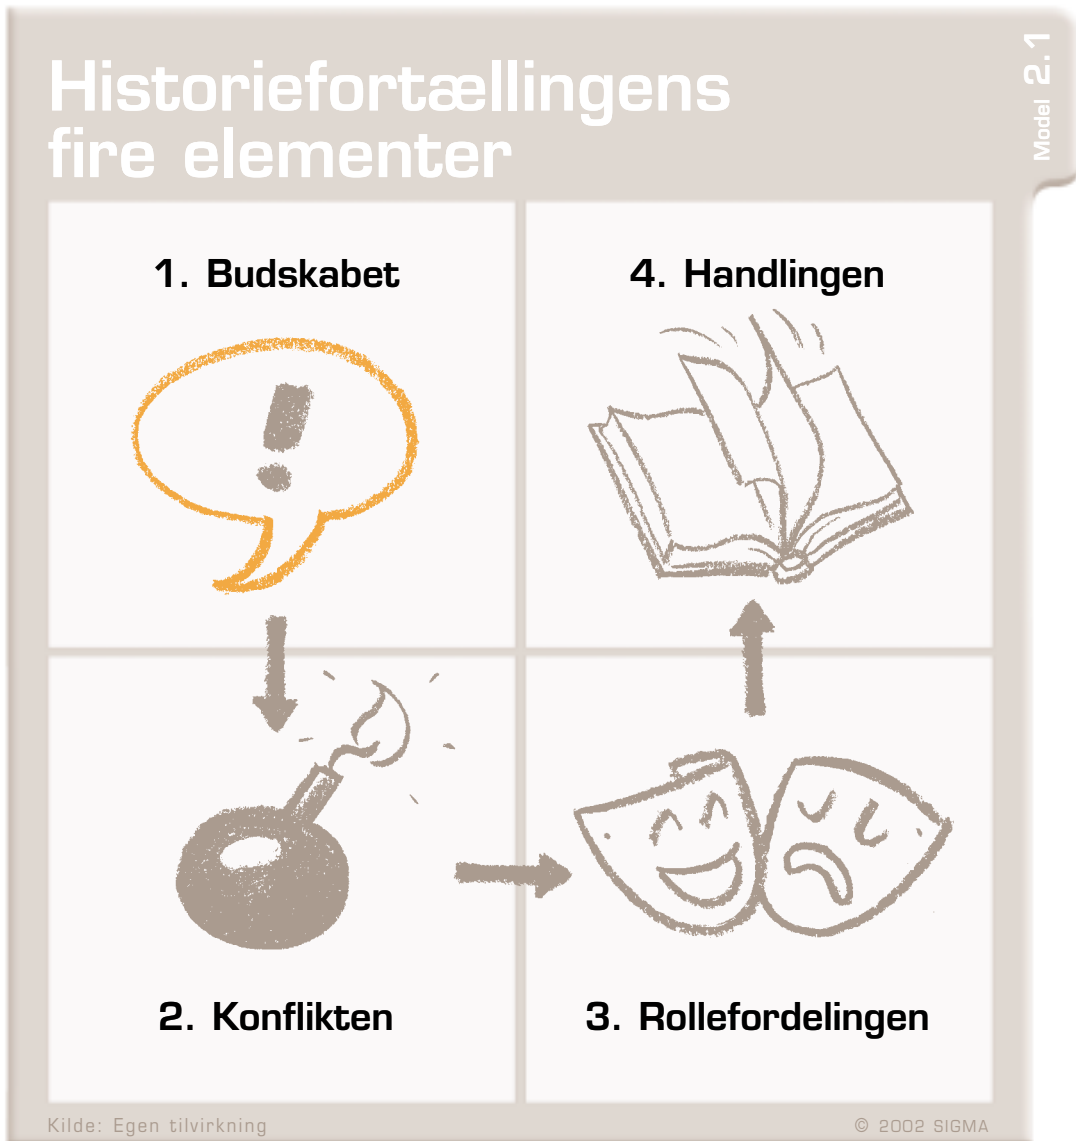 Historiefortællingens
fire elementer
Model 2.1
1. Budskabet
4. Handlingen
2. Konflikten
3. Rollefordelingen
Kilde: Egen tilvirkning
© 2002 SIGMA